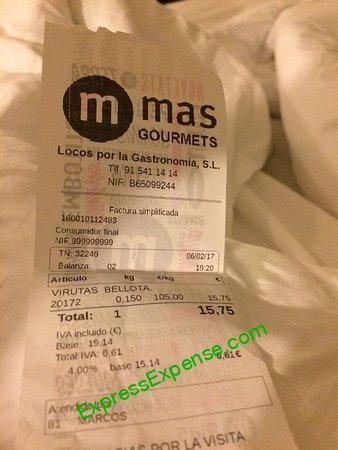 m mas
GOURMETS
Locos por la Gastronomia, S.L.
Tlf. 91 541 14 14
NIF: B65099244
Factura simplificada
160010112483
Consumidor final
NIF 999999999
TN: 32249 06/02/17
Balanza: 02 19:20
Artículo kg €/kg €
VIRUTAS BELLOTA.
20172 0,150 105,00 15,75
Total: 1 15,75
IVA incluido (€)
Base: 15,14
Total IVA: 0,61
4.00% base 15,14 0,61€
ExpressExpense.com
81 MARCOS
POR LA VISITA